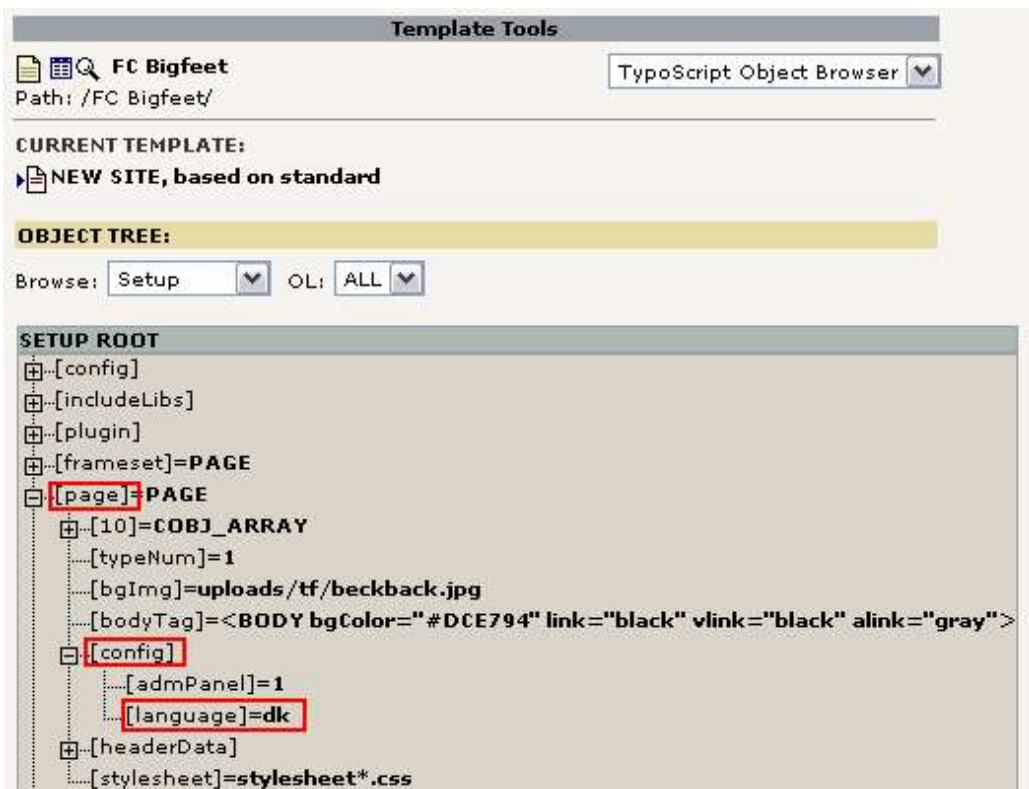 Template Tools
FC Bigfeet
TypoScript Object Browser
Path: /FC Bigfeet/
CURRENT TEMPLATE:
NEW SITE, based on standard
OBJECT TREE:
Browse: Setup OL: ALL
SETUP ROOT
[config]
[includeLibs]
[plugin]
[frameset]=PAGE
[page]=PAGE
[10]=COBJ_ARRAY
[typeNum]=1
[bgImg]=uploads/tf/beckback.jpg
[bodyTag]=<BODY bgColor="#DCE794" link="black" vlink="black" alink="gray">
[config]
[admPanel]=1
[language]=dk
[headerData]
[stylesheet]=stylesheet*.css